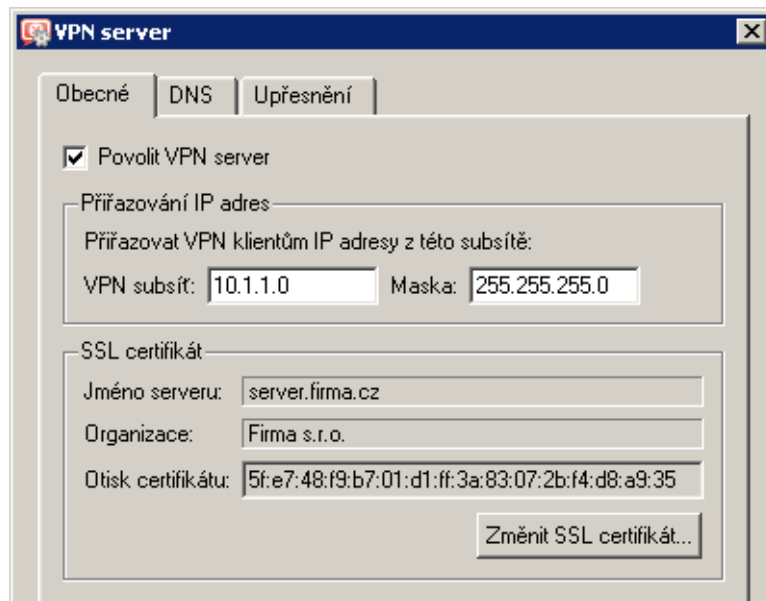 VPN server
Obecné DNS Upřesnění
Povolit VPN server
Přiřazování IP adres
Přiřazovat VPN klientům IP adresy z této subsítě:
VPN subsíť: 10.1.1.0 Maska: 255.255.255.0
SSL certifikát
Jméno serveru: server.firma.cz
Organizace: Firma s.r.o.
Otisk certifikátu: 5f:e7:48:f9:b7:01:d1:ff:3a:83:07:2b:f4:d8:a9:35
Změnit SSL certifikát...